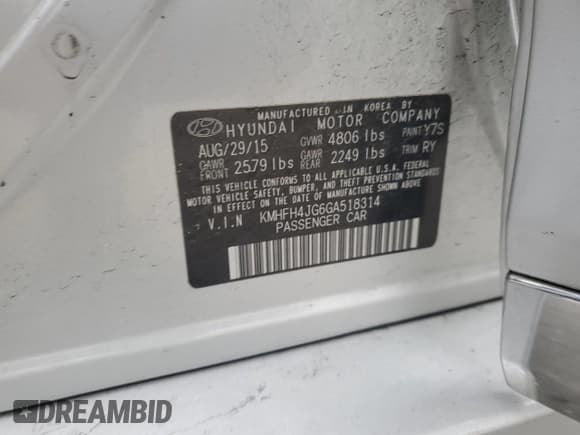 MANUFACTURED IN KOREA BY
HYUNDAI MOTOR COMPANY
AUG/29/15 GVWR 4806 lbs PAINT Y7S
GAWR FRONT 2579 lbs GAWR REAR 2249 lbs TRIM RY
THIS VEHICLE CONFORMS TO ALL APPLICABLE U.S.A. FEDERAL
MOTOR VEHICLE SAFETY, BUMPER, AND THEFT PREVENTION STANDARDS
IN EFFECT ON THE DATE OF MANUFACTURE SHOWN ABOVE.
V.I.N KMHFH4JG6GA518314
PASSENGER CAR
DREAMBID